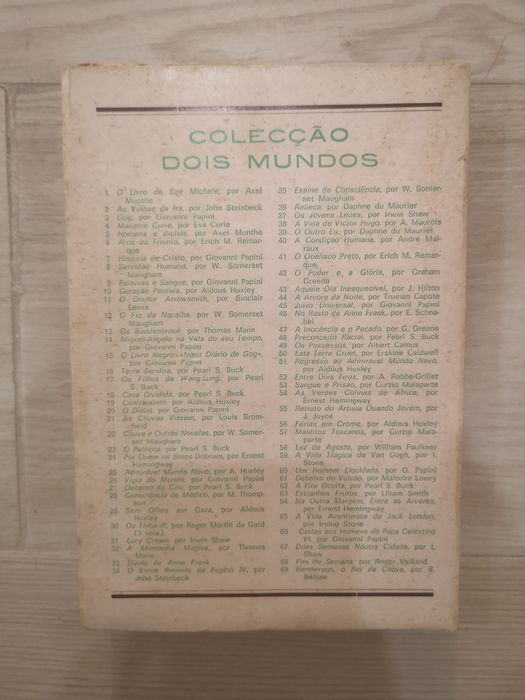 COLECÇÃO
DOIS MUNDOS
1 O Livro de San Michele, por Axel
Munthe
2 As Vinhas da Ira, por John Steinbeck
3 Gog, por Giovanni Papini
4 Madame Curie, por Eva Curie
5 Homens e Bichos, por Axel Munthe
6 Arco do Triunfo, por Erich M. Remar-
que
7 História de Cristo, por Giovanni Papini
8 Servidão Humana, por W. Somerset
Maugham
9 Palavras e Sangue, por Giovanni Papini
10 Geração Perdida, por Aldous Huxley
11 O Doutor Arrowsmith, por Sinclair
Lewis
12 O Fio da Navalha, por W. Somerset
Maugham
13 Os Buddenbrook, por Thomas Mann
14 Miguel-Ângelo na Vida do seu Tempo,
por Giovanni Papini
15 O Livro Negro «Novo Diário de Gog»,
por Giovanni Papini
16 Terra Bendita, por Pearl S. Buck
17 Os Filhos de Wang-Lung, por Pearl
S. Buck
18 Casa Dividida, por Pearl S. Buck
19 Contraponto, por Aldous Huxley
20 O Diabo, por Giovanni Papini
21 As Chuvas Vieram, por Louis Brom-
field
22 Chuva e Outras Novelas, por W. Somer-
set Maugham
23 O Patriota, por Pearl S. Buck
24 Por Quem os Sinos Dobram, por Ernest
Hemingway
25 Admirável Mundo Novo, por A. Huxley
26 Vigia do Mundo, por Giovanni Papini
27 Debaixo do Céu, por Pearl S. Buck
28 Consciência de Médico, por M. Thomp-
son
29 Sem Olhos em Gaza, por Aldous
Huxley
30 Os Thibault, por Roger Martin du Gard
(3 vols.)
31 Lucy Crown, por Irwin Shaw
32 A Montanha Mágica, por Thomas
Mann
33 Diário de Anne Frank
34 O Breve Reinado de Pepino IV, por
John Steinbeck
35 Exame de Consciência, por W. Somer-
set Maugham
36 Rebeca, por Daphne du Maurier
37 Os Jovens Leões, por Irwin Shaw
38 A Vida de Victor Hugo, por A. Maurois
39 O Outro Eu, por Daphne du Maurier
40 A Condição Humana, por André Mal-
raux
41 O Obelisco Preto, por Erich M. Remar-
que
42 O Poder e a Glória, por Graham
Greene
43 Aquele Dia Inesquecível, por J. Hilton
44 A Árvore da Noite, por Truman Capote
45 Juízo Universal, por Giovanni Papini
46 No Rasto de Anne Frank, por E. Schna-
bel
47 A Inocência e o Pecado, por G. Greene
48 Preconceito Racial, por Pearl S. Buck
49 Os Possessos, por Albert Camus
50 Esta Terra Cruel, por Erskine Caldwell
51 Regresso ao Admirável Mundo Novo,
por Aldous Huxley
52 Entre Dois Tiros, por A. Robbe-Grillet
53 Sangue e Prisão, por Curzio Malaparte
54 As Verdes Colinas de África, por
Ernest Hemingway
55 Retrato do Artista Quando Jovem, por
J. Joyce
56 Férias em Crome, por Aldous Huxley
57 Malditos Toscanos, por Curzio Mala-
parte
58 Luz de Agosto, por William Faulkner
59 A Vida Trágica de Van Gogh, por I.
Stone
60 Um Homem Liquidado, por G. Papini
61 Debaixo do Vulcão, por Malcolm Lowry
62 A Flor Oculta, por Pearl S. Buck
63 Estranhos Frutos, por Lilian Smith
64 Na Outra Margem, Entre as Árvores,
por Ernest Hemingway
65 A Vida Aventurosa de Jack London,
por Irving Stone
66 Cartas aos Homens do Papa Celestino
VI, por Giovanni Papini
67 Duas Semanas Noutra Cidade, por I.
Shaw
68 Fim de Semana, por Roger Vailland
69 Henderson, o Rei da Chuva, por S.
Bellow